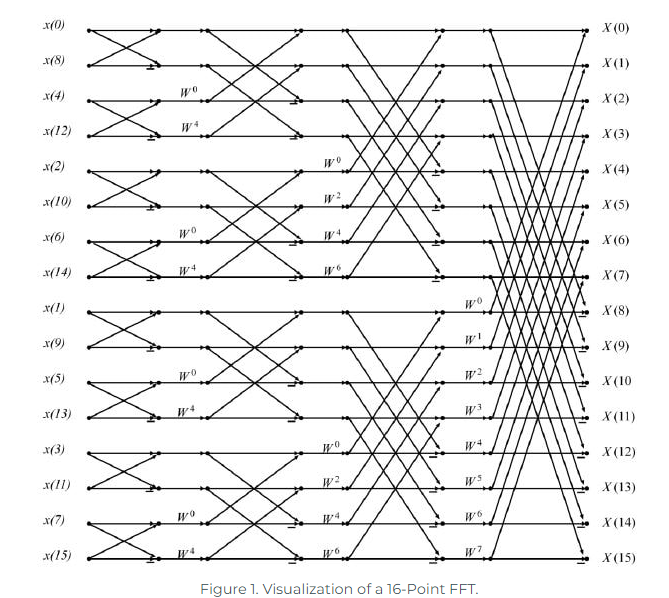 x(0) X(0)
x(8) X(1)
x(4) W⁰ X(2)
x(12) W⁴ X(3)
x(2) W⁰ X(4)
x(10) W² X(5)
x(6) W⁰ W⁴ X(6)
x(14) W⁴ W⁶ X(7)
x(1) W⁰ X(8)
x(9) W¹ X(9)
x(5) W⁰ W² X(10
x(13) W⁴ W³ X(11)
x(3) W⁰ W⁴ X(12)
x(11) W² W⁵ X(13)
x(7) W⁰ W⁴ W⁶ X(14)
x(15) W⁴ W⁶ W⁷ X(15)
Figure 1. Visualization of a 16-Point FFT.